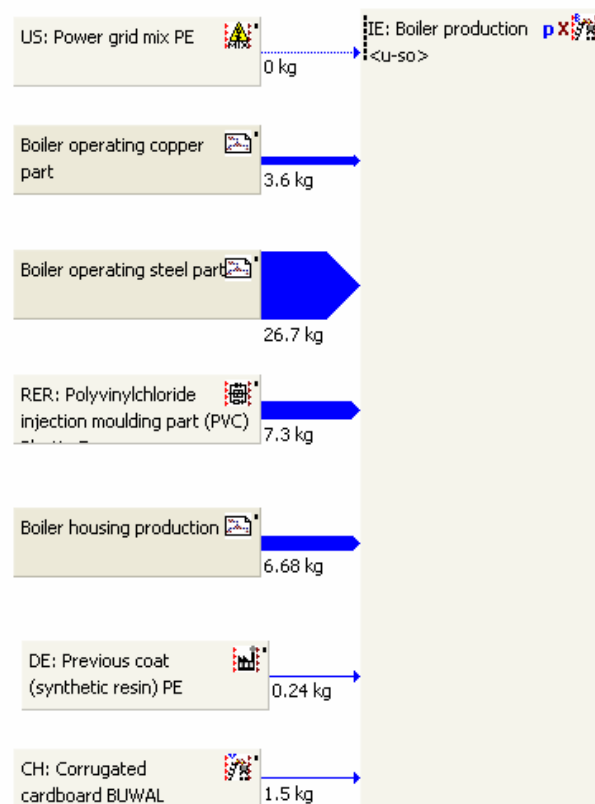 US: Power grid mix PE
MIX
0 kg
IE: Boiler production pX
<u-so>
Boiler operating copper
part
3.6 kg
Boiler operating steel part
26.7 kg
RER: Polyvinylchloride
injection moulding part (PVC)
7.3 kg
Boiler housing production
6.68 kg
DE: Previous coat
(synthetic resin) PE
0.24 kg
CH: Corrugated
cardboard BUWAL
1.5 kg